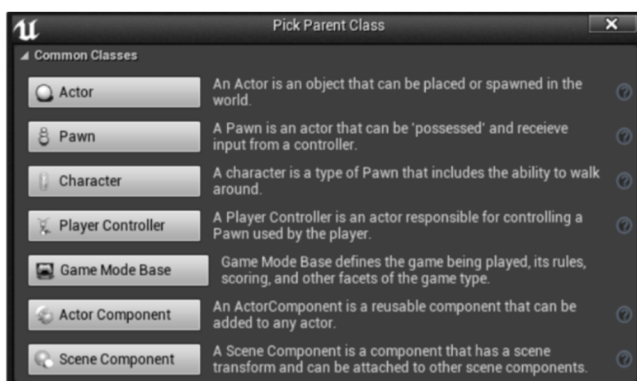 Pick Parent Class
Common Classes
Actor
An Actor is an object that can be placed or spawned in the
world.
Pawn
A Pawn is an actor that can be 'possessed' and receieve
input from a controller.
Character
A character is a type of Pawn that includes the ability to walk
around.
Player Controller
A Player Controller is an actor responsible for controlling a
Pawn used by the player.
Game Mode Base
Game Mode Base defines the game being played, its rules,
scoring, and other facets of the game type.
Actor Component
An ActorComponent is a reusable component that can be
added to any actor.
Scene Component
A Scene Component is a component that has a scene
transform and can be attached to other scene components.